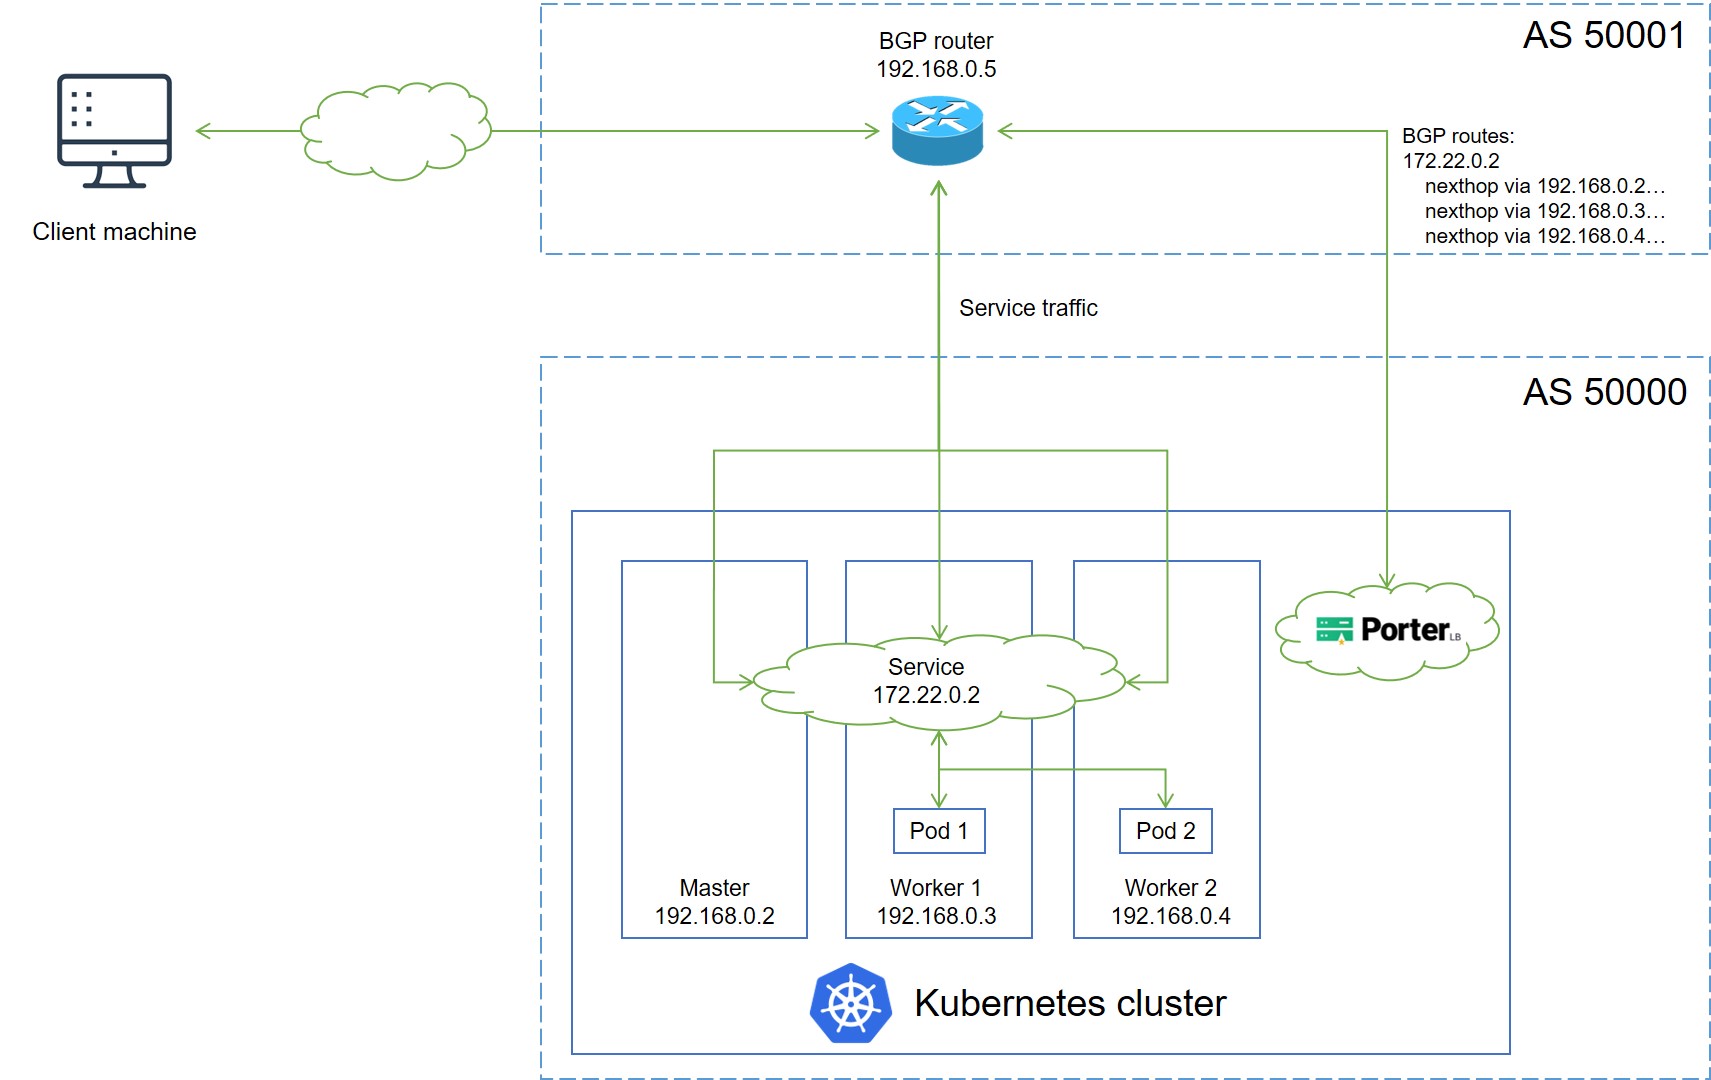 AS 50001
BGP router
192.168.0.5
Client machine
BGP routes:
172.22.0.2
nexthop via 192.168.0.2...
nexthop via 192.168.0.3...
nexthop via 192.168.0.4...
Service traffic
AS 50000
Porter LB
Service
172.22.0.2
Pod 1
Pod 2
Master
192.168.0.2
Worker 1
192.168.0.3
Worker 2
192.168.0.4
Kubernetes cluster